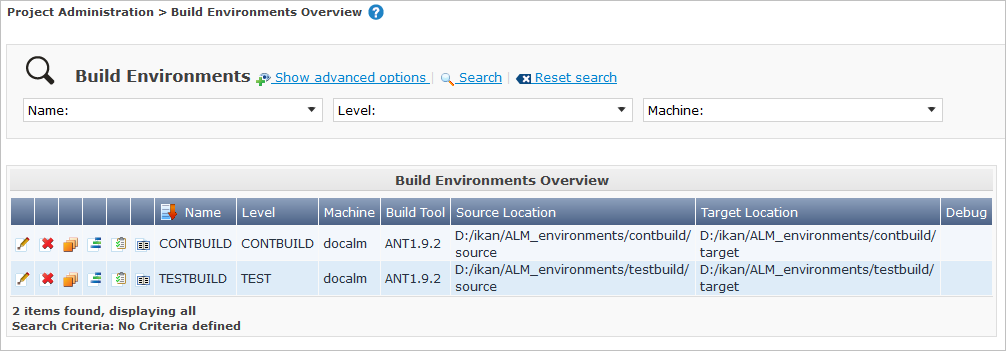 Project Administration > Build Environments Overview ?
Build Environments Show advanced options | Search | Reset search
Name: Level: Machine:
Build Environments Overview
Name Level Machine Build Tool Source Location Target Location Debug
CONTBUILD CONTBUILD docalm ANT1.9.2 D:/ikan/ALM_environments/contbuild/ D:/ikan/ALM_environments/contbuild/
source target
TESTBUILD TEST docalm ANT1.9.2 D:/ikan/ALM_environments/testbuild/ D:/ikan/ALM_environments/testbuild/
source target
2 items found, displaying all
Search Criteria: No Criteria defined